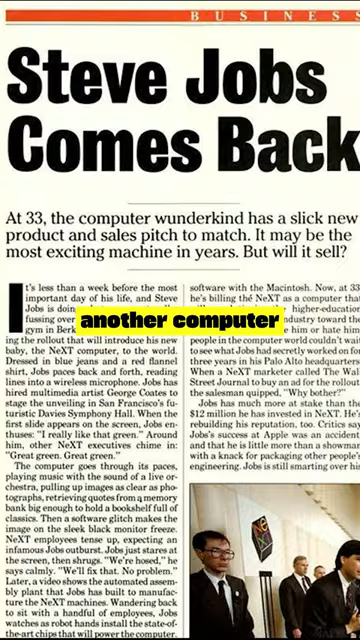 BUSINESS
Steve Jobs
Comes Back
At 33, the computer wunderkind has a slick new
product and sales pitch to match. It may be the
most exciting machine in years. But will it sell?
It's less than a week before the most
important day of his life, and Steve
Jobs is doing
fussing over
gym in Berk
another computer
ing the rollout that will introduce his new
baby, the NeXT computer, to the world.
Dressed in blue jeans and a red flannel
shirt, Jobs paces back and forth, reading
lines into a wireless microphone. Jobs has
hired multimedia artist George Coates to
stage the unveiling in San Francisco's fu-
turistic Davies Symphony Hall. When the
first slide appears on the screen, Jobs en-
thuses: "I really like that green." Around
him, other NeXT executives chime in:
"Great green. Great green."
The computer goes through its paces,
playing music with the sound of a live or-
chestra, pulling up images as clear as pho-
tographs, retrieving quotes from a memory
bank big enough to hold a bookshelf full of
classics. Then a software glitch makes the
image on the sleek black monitor freeze.
NeXT employees tense up, expecting an
infamous Jobs outburst. Jobs just stares at
the screen, then shrugs. "We're hosed," he
says calmly. "We'll fix that. No problem."
Later, a video shows the automated assem-
bly plant that Jobs has built to manufac-
ture the NeXT machines. Wandering back
to sit with a handful of employees, Jobs
watches as robot hands install the state-of-
the-art chips that will power the computer.
software with the Macintosh. Now, at 33
he's billing the NeXT as a computer that
higher-education
industry toward the
him or hate him
people in the computer world couldn't wait
to see what Jobs had secretly worked on for
three years in his Palo Alto headquarters
When a NeXT marketer called The Wall
Street Journal to buy an ad for the rollout
the salesman quipped, "Why bother?"
Jobs has much more at stake than the
$12 million he has invested in NeXT. He's
rebuilding his reputation, too. Critics say
Jobs's success at Apple was an accident
and that he is little more than a showman
with a knack for packaging other people's
engineering. Jobs is still smarting over his